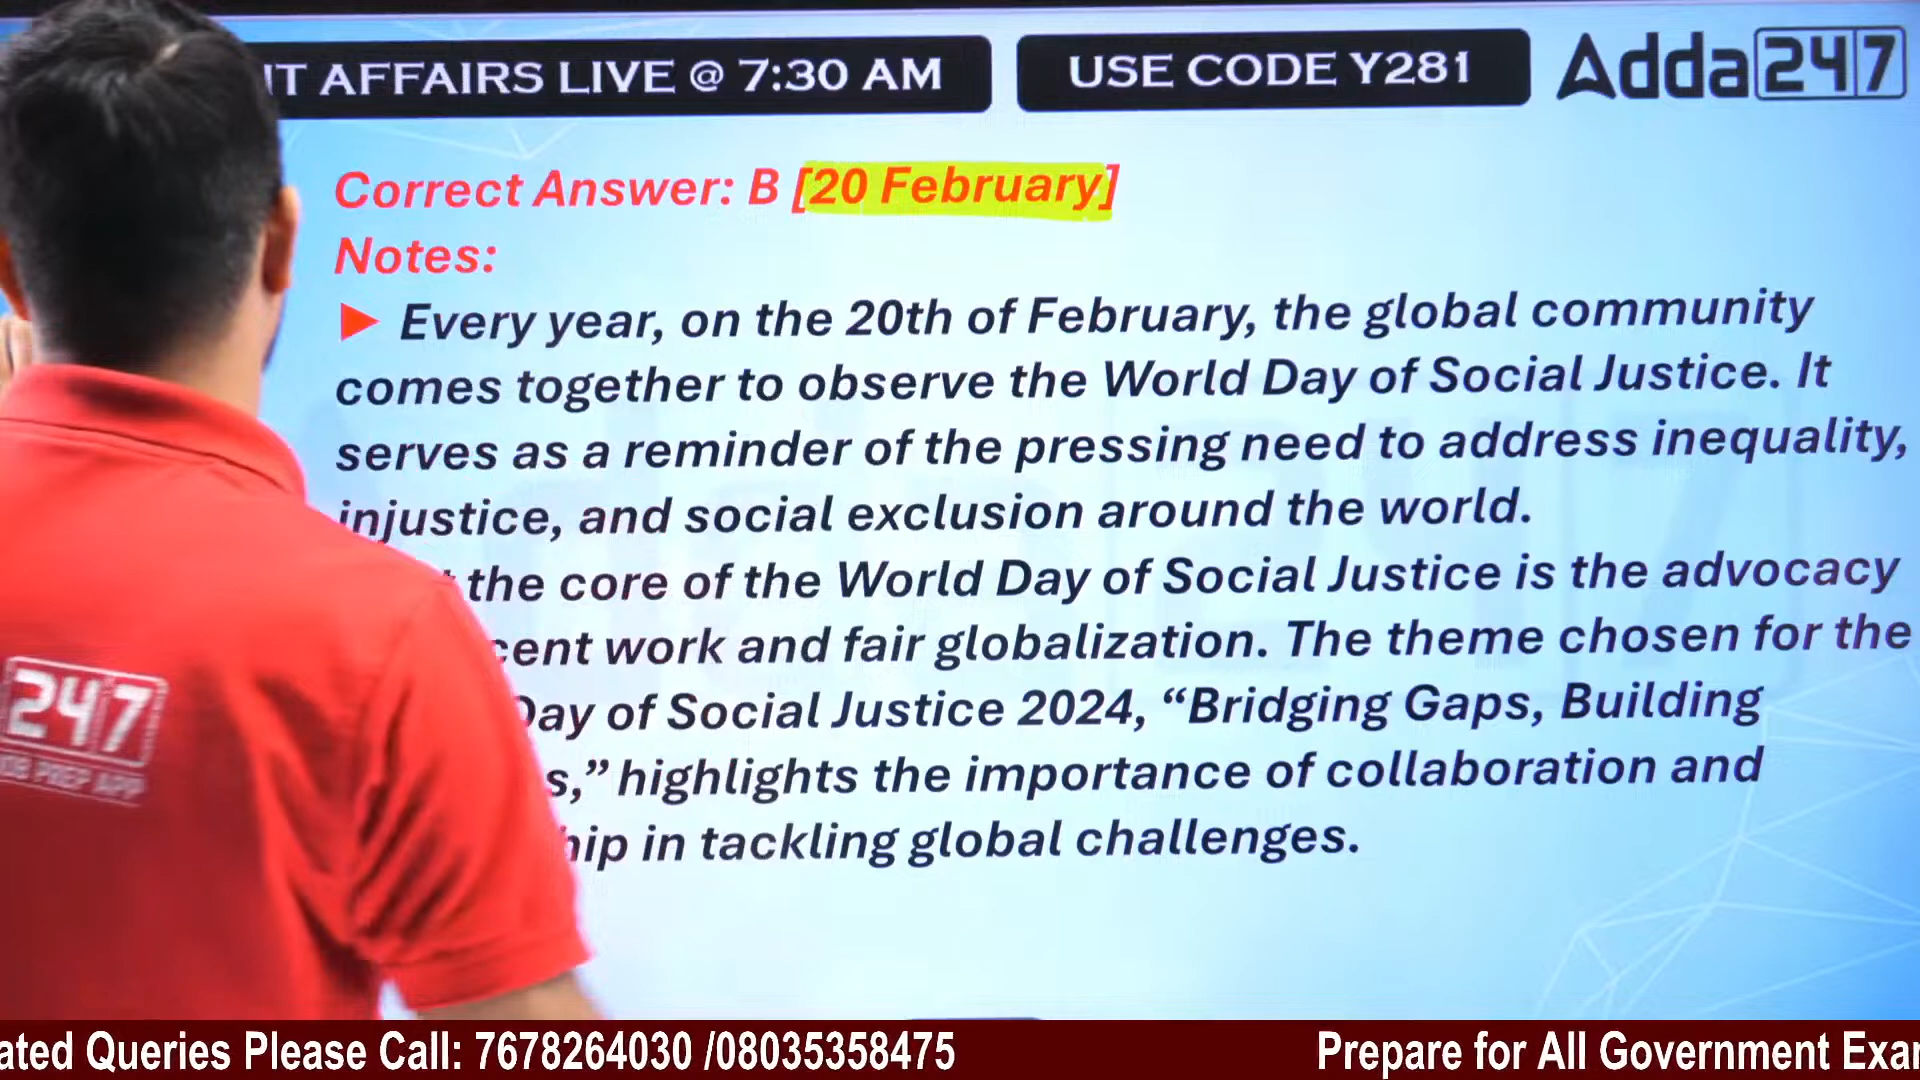 AFFAIRS LIVE @ 7:30 AM
USE CODE Y281
Adda247
Correct Answer: B [20 February]
Notes:
► Every year, on the 20th of February, the global community
comes together to observe the World Day of Social Justice. It
serves as a reminder of the pressing need to address inequality,
injustice, and social exclusion around the world.
the core of the World Day of Social Justice is the advocacy
work and fair globalization. The theme chosen for the
Day of Social Justice 2024, “Bridging Gaps, Building
highlights the importance of collaboration and
in tackling global challenges.
247
PREP APP
Queries Please Call: 7678264030 /08035358475
Prepare for All Government